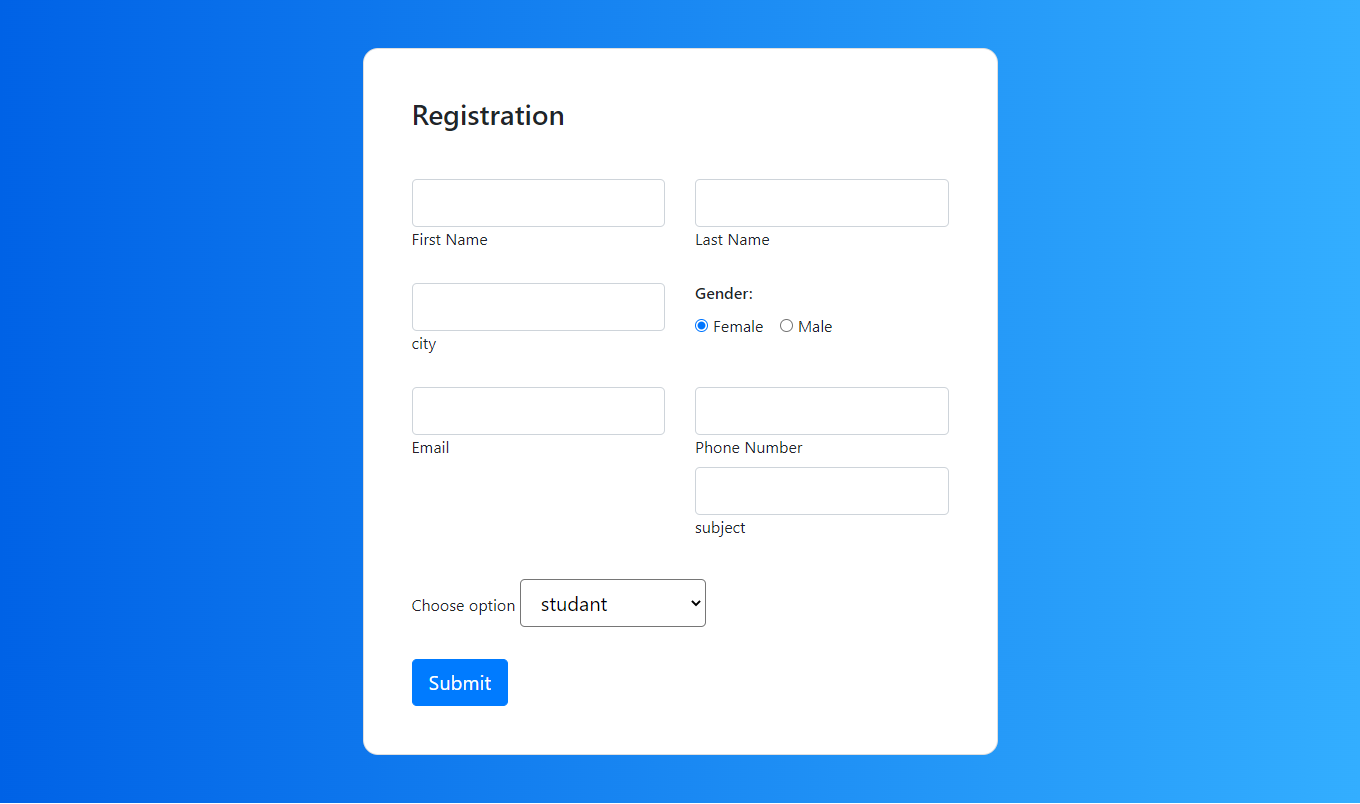 Registration
First Name
Last Name
Gender:
Female
Male
city
Email
Phone Number
subject
Choose option
studant
Submit